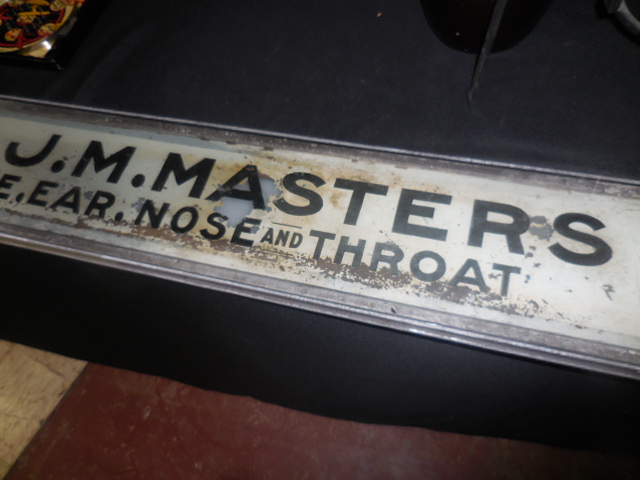 J.M.MASTERS
E,EAR,NOSE AND THROAT